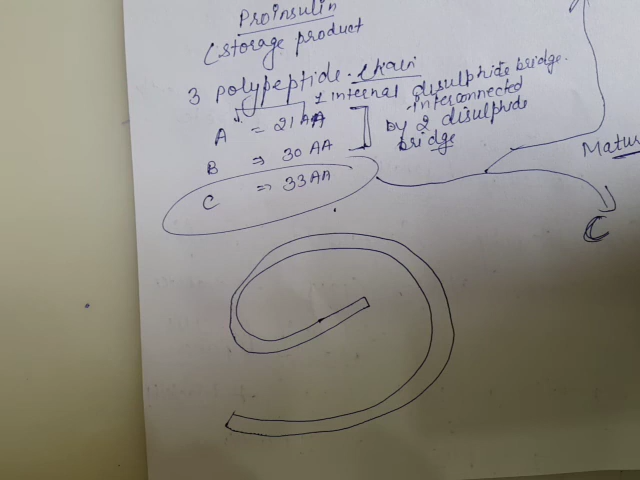 Proinsulin
(storage product
3 polypeptide chain
1 internal disulphide bridge.
A = 21 AA
interconnected
by 2 disulphide
bridge
B ⇒ 30 AA
C ⇒ 33 AA
Matur
C